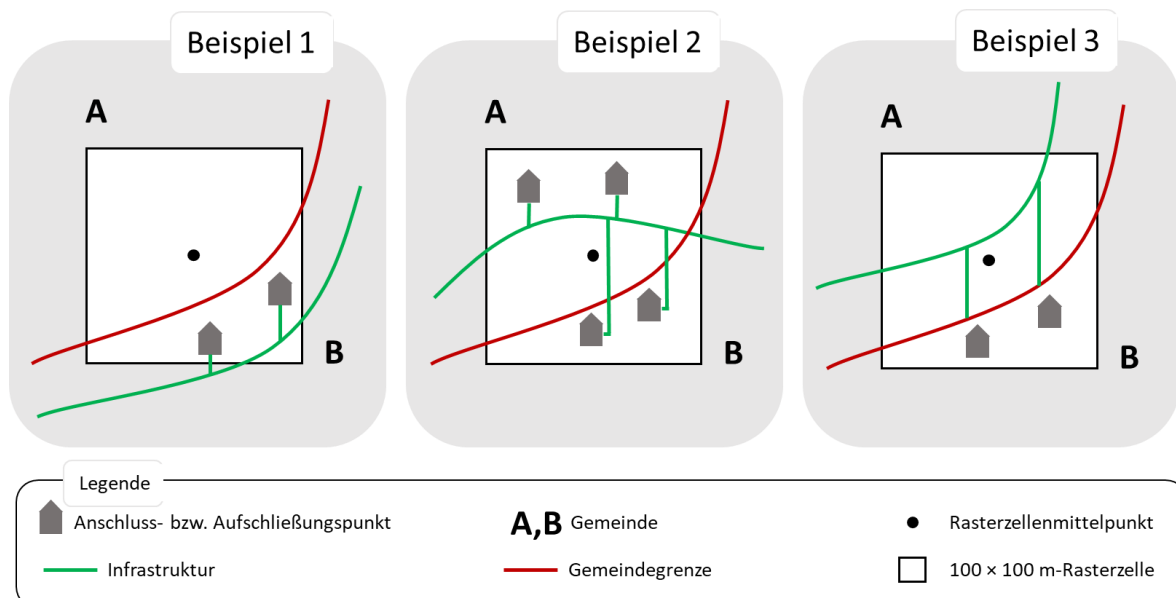 Beispiel 1
Beispiel 2
Beispiel 3
A
A
A
B
B
B
Legende
Anschluss- bzw. Aufschließungspunkt
A,B Gemeinde
Rasterzellenmittelpunkt
Infrastruktur
Gemeindegrenze
100 × 100 m-Rasterzelle